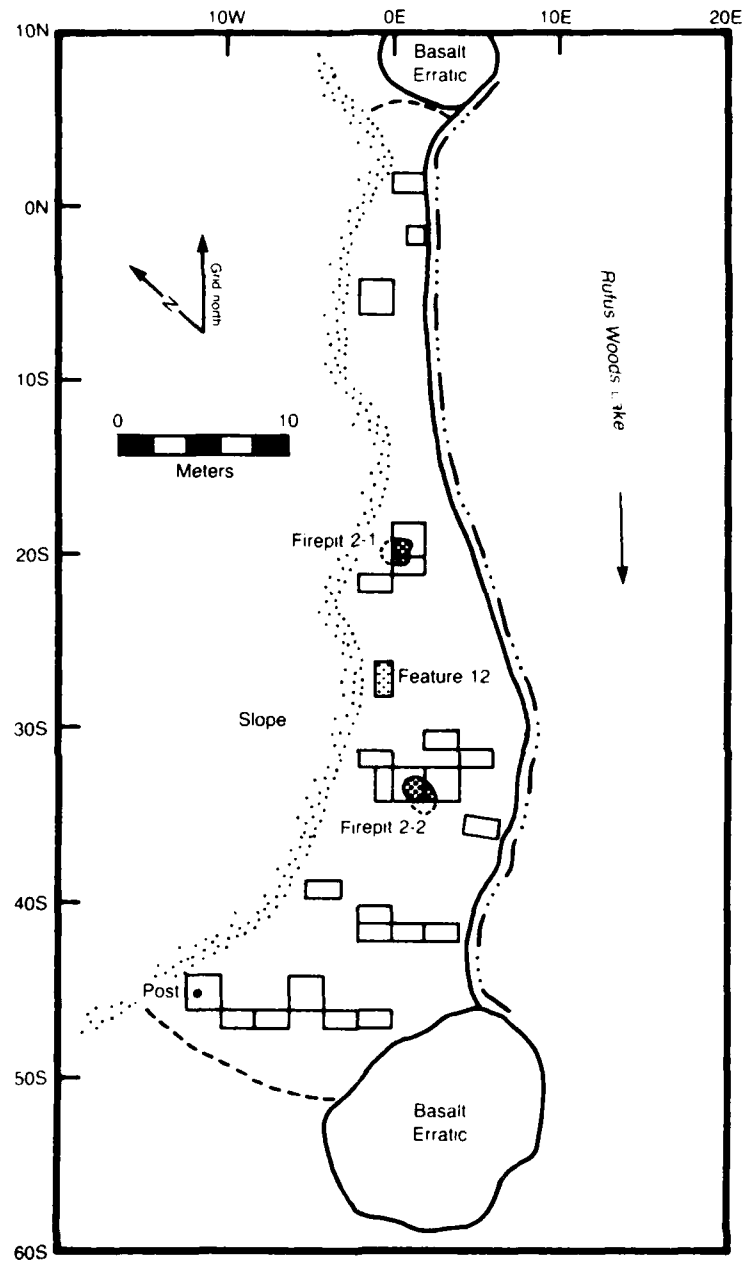 10W 0E 10E 20E
10N
Basalt
Erratic
0N
Grid north
N
Rufus Woods Lake
10S
0 10
Meters
Firepit 2-1
20S
Feature 12
30S
Slope
Firepit 2-2
40S
Post
50S
Basalt
Erratic
60S